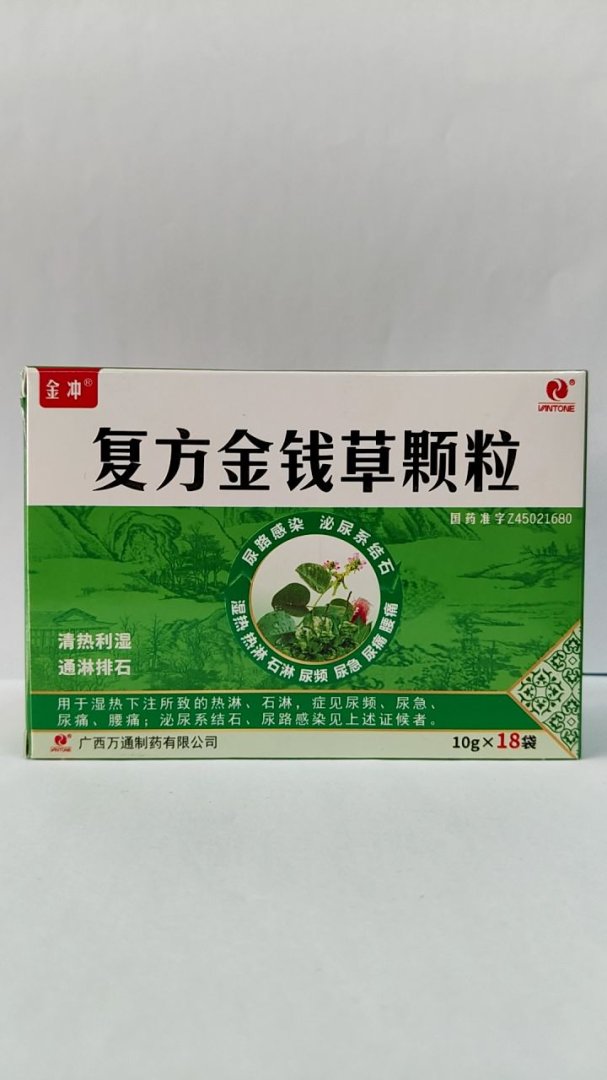 金冲®
VANTONE®
复方金钱草颗粒
国药准字Z45021680
尿路感染 泌尿系结石
湿热 热淋 石淋 尿频 尿急 尿痛 腰痛
清热利湿
通淋排石
用于湿热下注所致的热淋、石淋，症见尿频、尿急、
尿痛、腰痛；泌尿系结石、尿路感染见上述证候者。
VANTONE 广西万通制药有限公司
10g×18袋